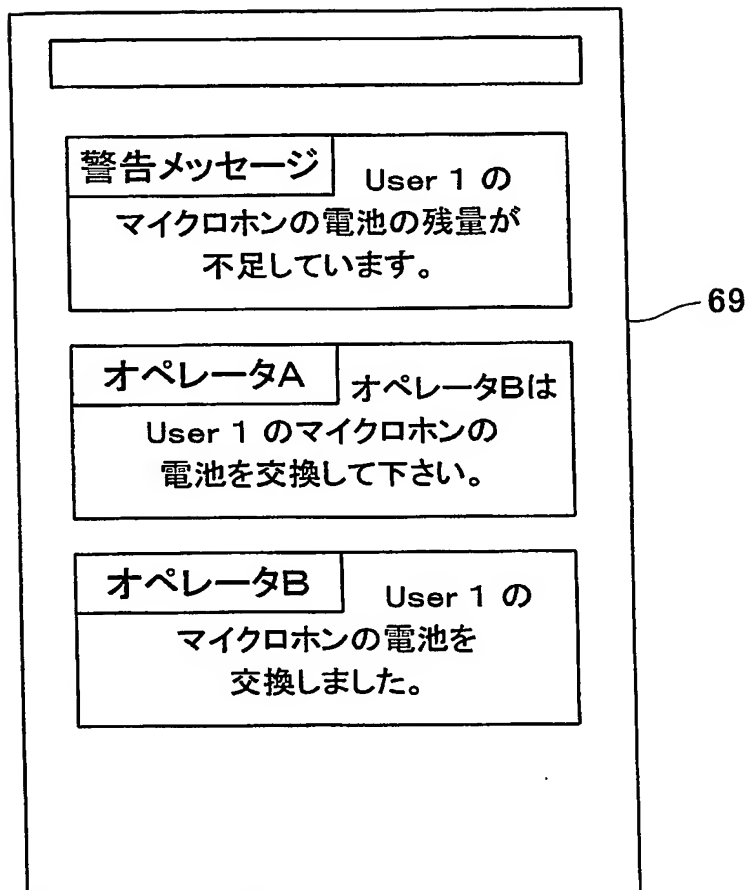 警告メッセージ User 1 の
マイクロホンの電池の残量が
不足しています。
69
オペレータA オペレータBは
User 1 のマイクロホンの
電池を交換して下さい。
オペレータB User 1 の
マイクロホンの電池を
交換しました。